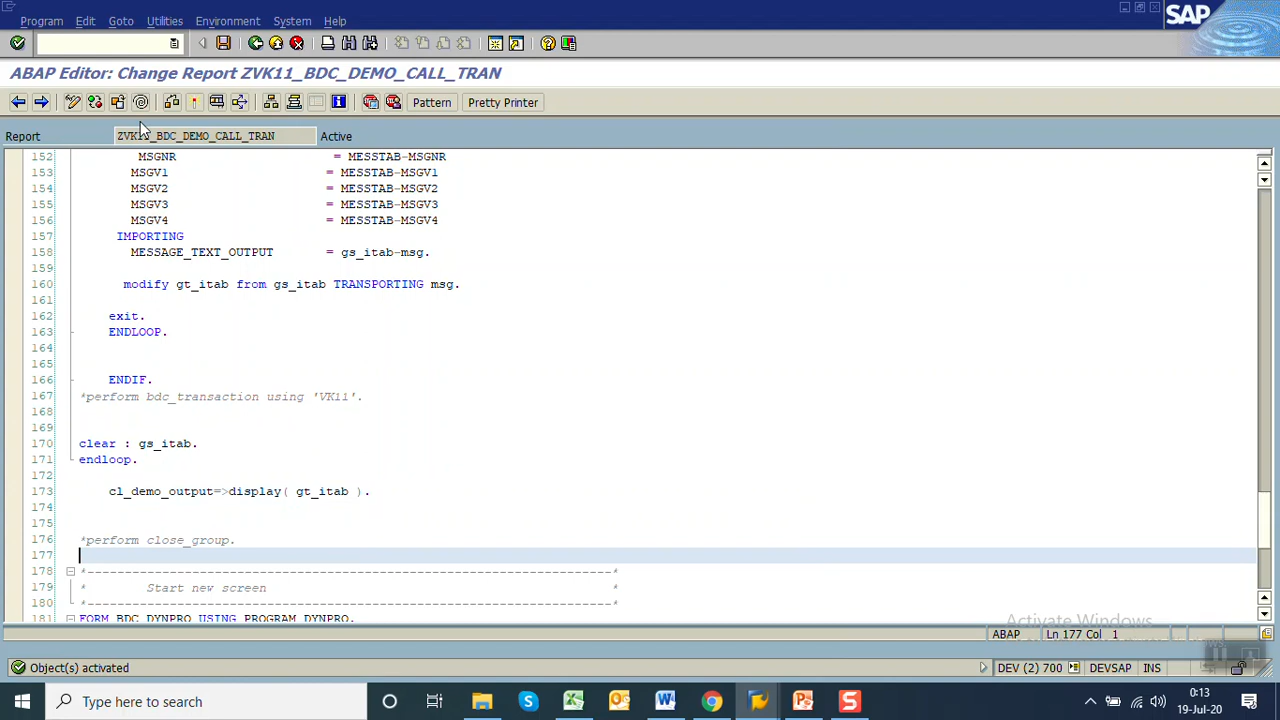 Program Edit Goto Utilities Environment System Help
SAP
ABAP Editor: Change Report ZVK11_BDC_DEMO_CALL_TRAN
Pattern Pretty Printer
Report ZVK11_BDC_DEMO_CALL_TRAN Active
152 MSGNR = MESSTAB-MSGNR
153 MSGV1 = MESSTAB-MSGV1
154 MSGV2 = MESSTAB-MSGV2
155 MSGV3 = MESSTAB-MSGV3
156 MSGV4 = MESSTAB-MSGV4
157 IMPORTING
158 MESSAGE_TEXT_OUTPUT = gs_itab-msg.
159
160 modify gt_itab from gs_itab TRANSPORTING msg.
161
162 exit.
163 ENDLOOP.
164
165
166 ENDIF.
167 *perform bdc_transaction using 'VK11'.
168
169
170 clear : gs_itab.
171 endloop.
172
173 cl_demo_output=>display( gt_itab ).
174
175
176 *perform close_group.
177
178 *----------------------------------------------------------------------*
179 * Start new screen *
180 *----------------------------------------------------------------------*
181 FORM BDC_DYNPRO USING PROGRAM DYNPRO.
Activate Windows
ABAP Ln 177 Col 1
Object(s) activated DEV (2) 700 DEVSAP INS
Type here to search
0:13
19-Jul-20